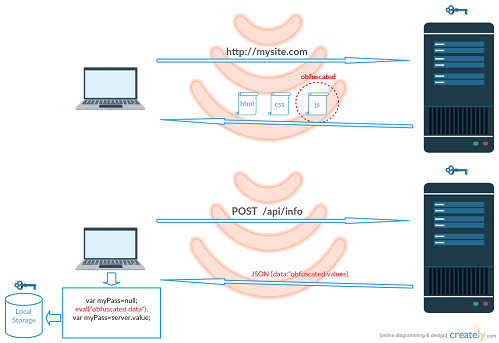 http://mysite.com
obfuscated
html
css
js
POST /api/info
JSON {data:"obfuscated values}
var myPass=null;
eval("obfuscated data");
var myPass=server.value;
Local
Storage
[online diagramming & design] creately.com